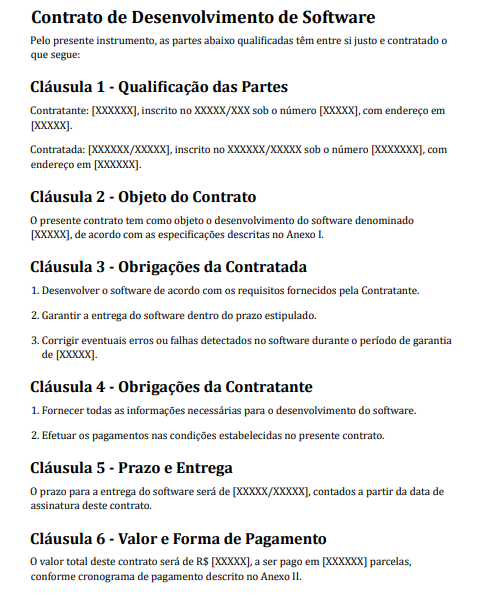 Contrato de Desenvolvimento de Software
Pelo presente instrumento, as partes abaixo qualificadas têm entre si justo e contratado o
que segue:
Cláusula 1 - Qualificação das Partes
Contratante: [XXXXXX], inscrito no XXXXX/XXX sob o número [XXXXX], com endereço em
[XXXXX].
Contratada: [XXXXXX/XXXXX], inscrito no XXXXXX/XXXXX sob o número [XXXXXXX], com
endereço em [XXXXXX].
Cláusula 2 - Objeto do Contrato
O presente contrato tem como objeto o desenvolvimento do software denominado
[XXXXX], de acordo com as especificações descritas no Anexo I.
Cláusula 3 - Obrigações da Contratada
1. Desenvolver o software de acordo com os requisitos fornecidos pela Contratante.
2. Garantir a entrega do software dentro do prazo estipulado.
3. Corrigir eventuais erros ou falhas detectados no software durante o período de garantia
de [XXXXX].
Cláusula 4 - Obrigações da Contratante
1. Fornecer todas as informações necessárias para o desenvolvimento do software.
2. Efetuar os pagamentos nas condições estabelecidas no presente contrato.
Cláusula 5 - Prazo e Entrega
O prazo para a entrega do software será de [XXXXX/XXXXX], contados a partir da data de
assinatura deste contrato.
Cláusula 6 - Valor e Forma de Pagamento
O valor total deste contrato será de R$ [XXXXX], a ser pago em [XXXXXX] parcelas,
conforme cronograma de pagamento descrito no Anexo II.